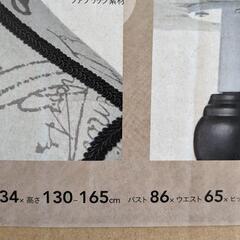 ファブリック素材
34× 高さ 130-165cm バスト 86× ウエスト 65× ヒッ